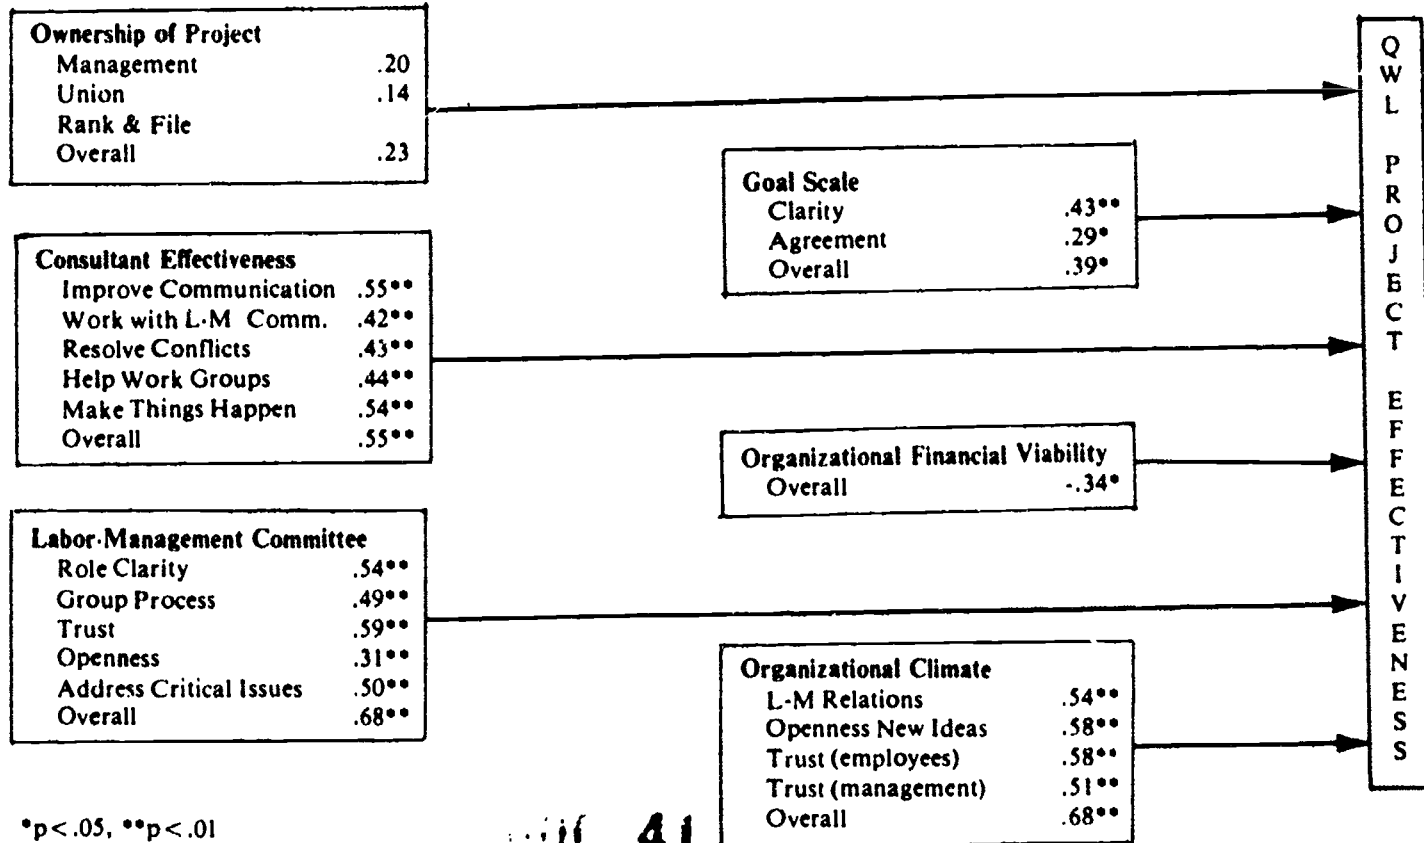 Ownership of Project
Management .20
Union .14
Rank & File
Overall .23
Goal Scale
Clarity .43**
Agreement .29*
Overall .39*
Consultant Effectiveness
Improve Communication .55**
Work with L-M Comm. .42**
Resolve Conflicts .43**
Help Work Groups .44**
Make Things Happen .54**
Overall .55**
Organizational Financial Viability
Overall -.34*
Labor-Management Committee
Role Clarity .54**
Group Process .49**
Trust .59**
Openness .31**
Address Critical Issues .50**
Overall .68**
Organizational Climate
L-M Relations .54**
Openness New Ideas .58**
Trust (employees) .58**
Trust (management) .51**
Overall .68**
QWL PROJECT EFFECTIVENESS
*p<.05, **p<.01
41